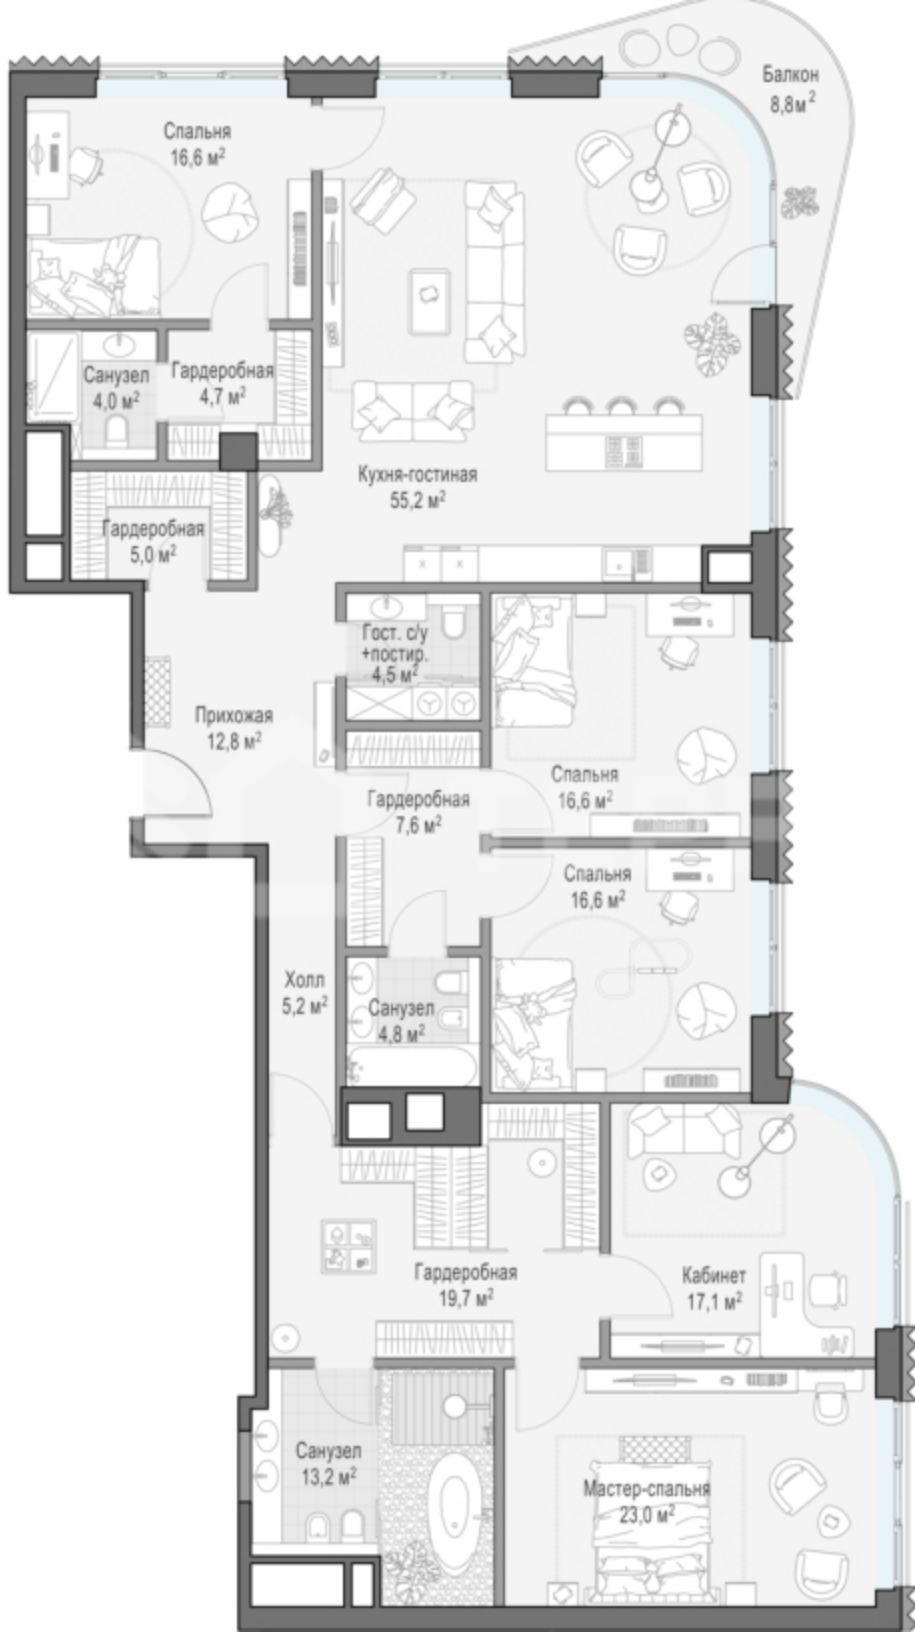 Балкон
8,8м²
Спальня
16,6 м²
Санузел
4,0 м²
Гардеробная
4,7 м²
Кухня-гостиная
55,2 м²
Гардеробная
5,0 м²
Гост. с/у
+постир.
4,5 м²
Прихожая
12,8 м²
Спальня
16,6 м²
Гардеробная
7,6 м²
Спальня
16,6 м²
Холл
5,2 м²
Санузел
4,8 м²
Гардеробная
19,7 м²
Кабинет
17,1 м²
Санузел
13,2 м²
Мастер-спальня
23,0 м²